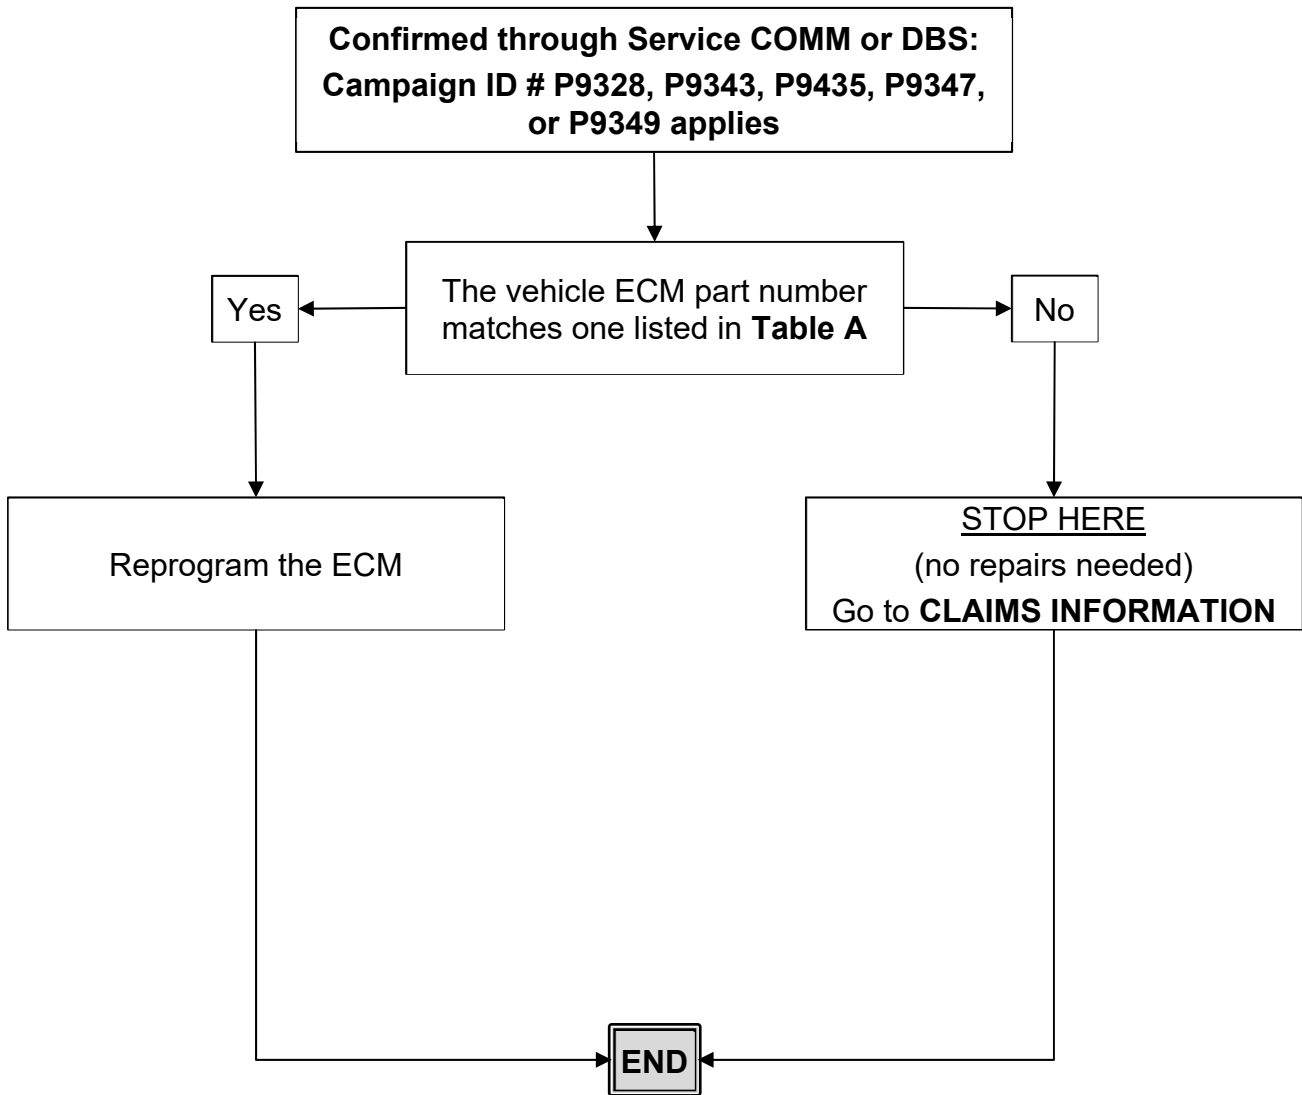 Confirmed through Service COMM or DBS:
Campaign ID # P9328, P9343, P9435, P9347,
or P9349 applies
The vehicle ECM part number
matches one listed in Table A
Yes
No
Reprogram the ECM
STOP HERE
(no repairs needed)
Go to CLAIMS INFORMATION
END